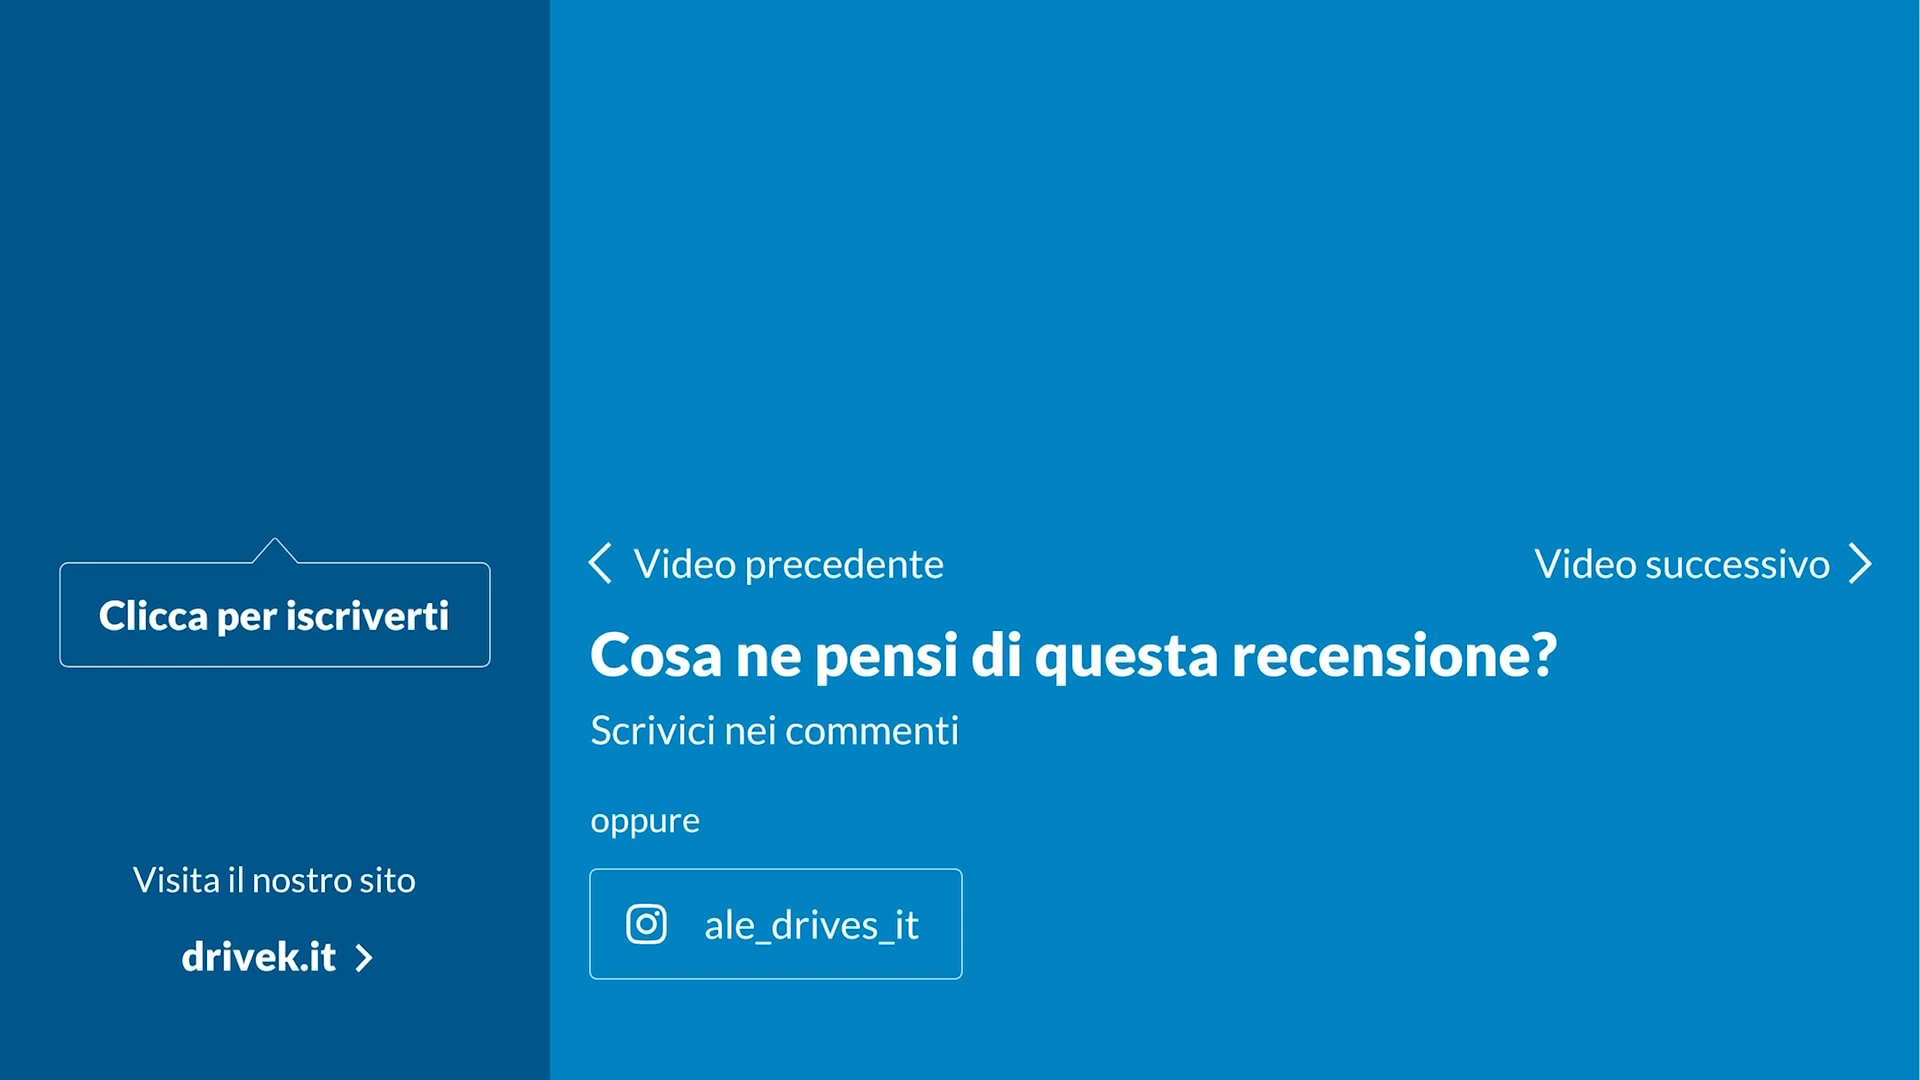 Clicca per iscriverti
Visita il nostro sito
drivek.it
Video precedente
Video successivo
Cosa ne pensi di questa recensione?
Scrivici nei commenti
oppure
ale_drives_it